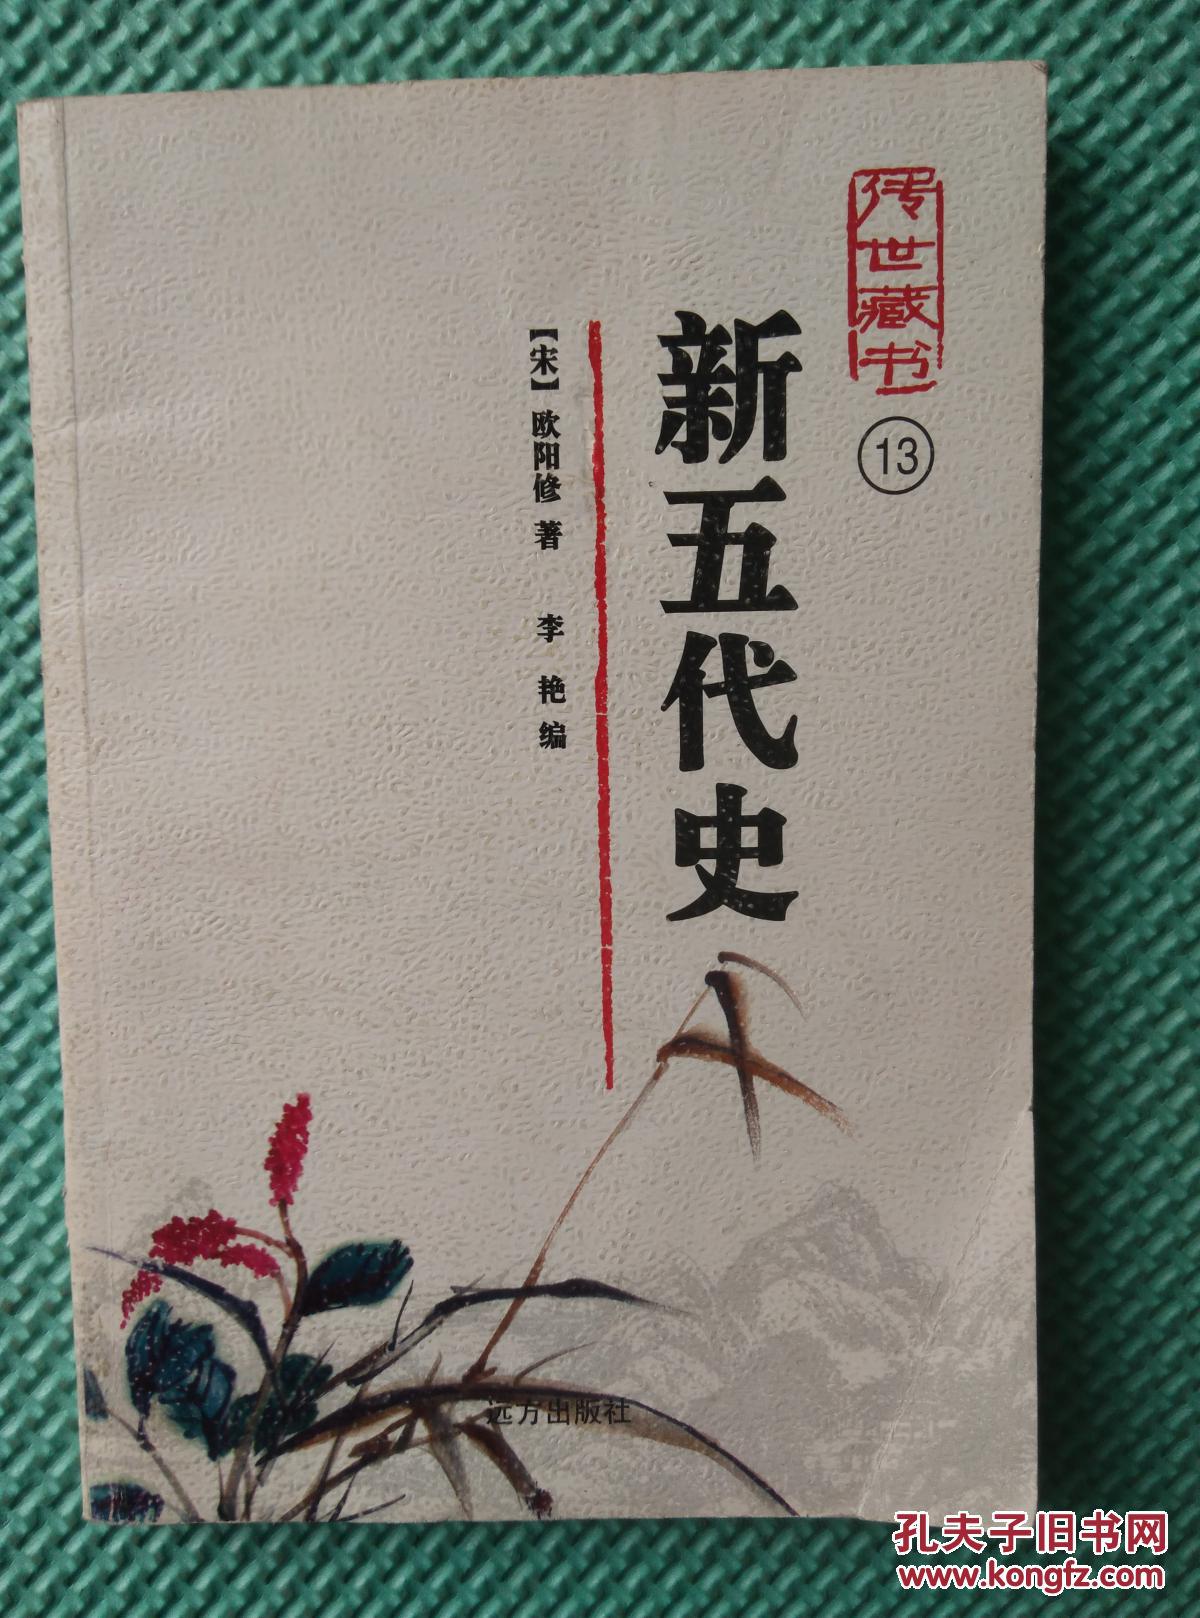 传世藏书
13
新五代史
【宋】欧阳修 著 李艳 编
远方出版社
孔夫子旧书网
www.kongfz.com